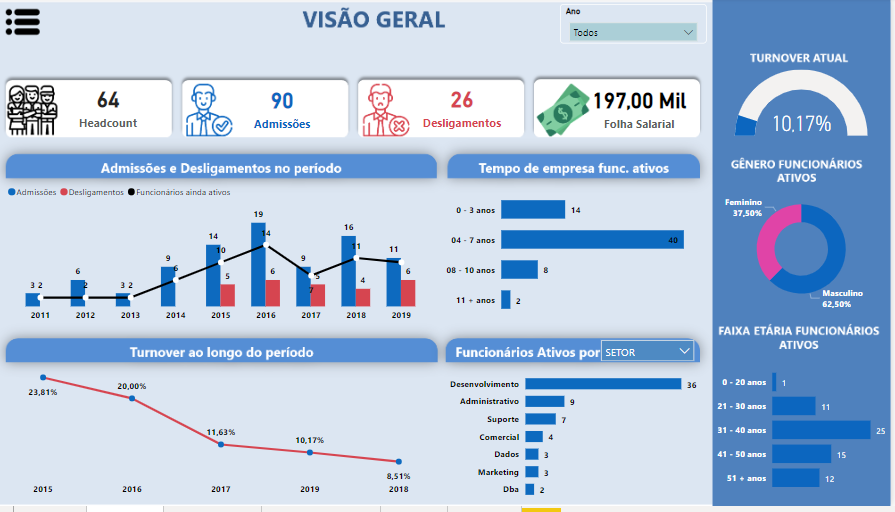 VISÃO GERAL
Ano
Todos
64
Headcount
90
Admissões
26
Desligamentos
197,00 Mil
Folha Salarial
TURNOVER ATUAL
10,17%
Admissões e Desligamentos no período
Admissões Desligamentos Funcionários ainda ativos
3 2 6 2 3 2 9 6 14 10 5 19 14 6 9 7 5 16 11 4 11 6
2011 2012 2013 2014 2015 2016 2017 2018 2019
Tempo de empresa func. ativos
0 - 3 anos 14
04 - 7 anos 40
08 - 10 anos 8
11 + anos 2
GÊNERO FUNCIONÁRIOS
ATIVOS
Feminino
37,50%
Masculino
62,50%
Turnover ao longo do período
23,81% 20,00% 11,63% 10,17% 8,51%
2015 2016 2017 2019 2018
Funcionários Ativos por SETOR
Desenvolvimento 36
Administrativo 9
Suporte 7
Comercial 4
Dados 3
Marketing 3
Dba 2
FAIXA ETÁRIA FUNCIONÁRIOS
ATIVOS
0 - 20 anos 1
21 - 30 anos 11
31 - 40 anos 25
41 - 50 anos 15
51 + anos 12